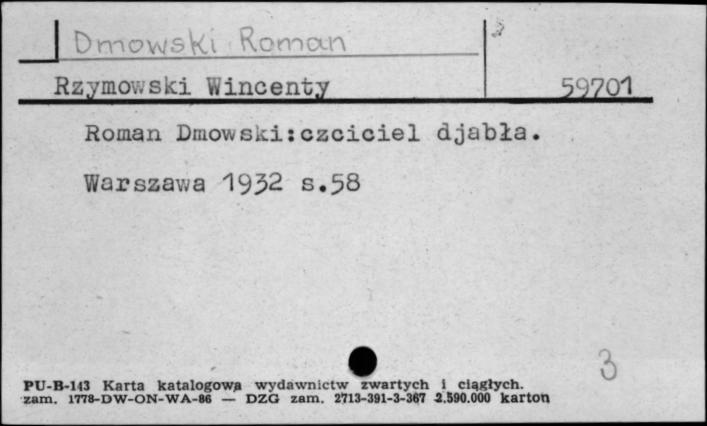 Dmowski Roman
Rzymowski Wincenty 59701
Roman Dmowski:czciciel djabła.
Warszawa 1932 s.58
3
PU-B-143 Karta katalogowa wydawnictw zwartych i ciągłych.
zam. 1778-DW-ON-WA-86 — DZG zam. 2713-391-3-367 2.590.000 karton